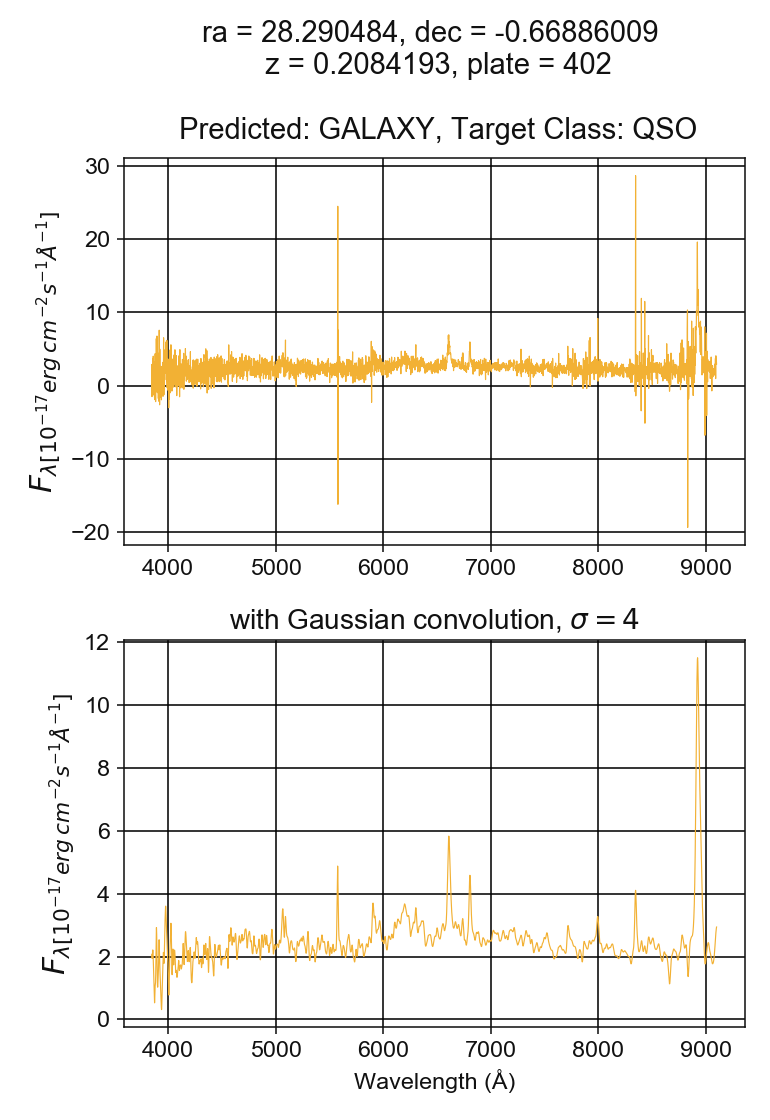 ra = 28.290484, dec = -0.66886009
z = 0.2084193, plate = 402
Predicted: GALAXY, Target Class: QSO
30
20
10
0
−10
−20
F_λ[10^{−17} erg cm^{−2}s^{−1}Å^{−1}]
4000 5000 6000 7000 8000 9000
with Gaussian convolution, σ = 4
12
10
8
6
4
2
0
F_λ[10^{−17} erg cm^{−2}s^{−1}Å^{−1}]
4000 5000 6000 7000 8000 9000
Wavelength (Å)